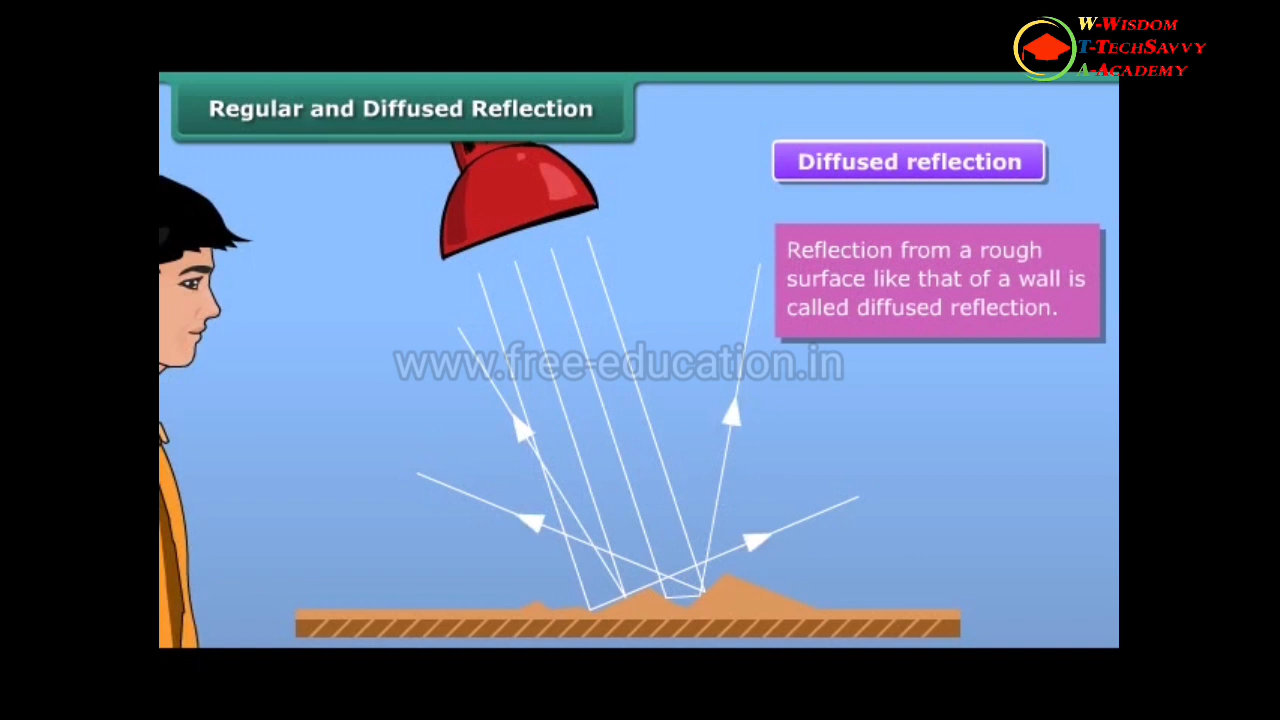 W-Wisdom
T-TechSavvy
A-Academy
Regular and Diffused Reflection
Diffused reflection
Reflection from a rough
surface like that of a wall is
called diffused reflection.
www.free-education.in